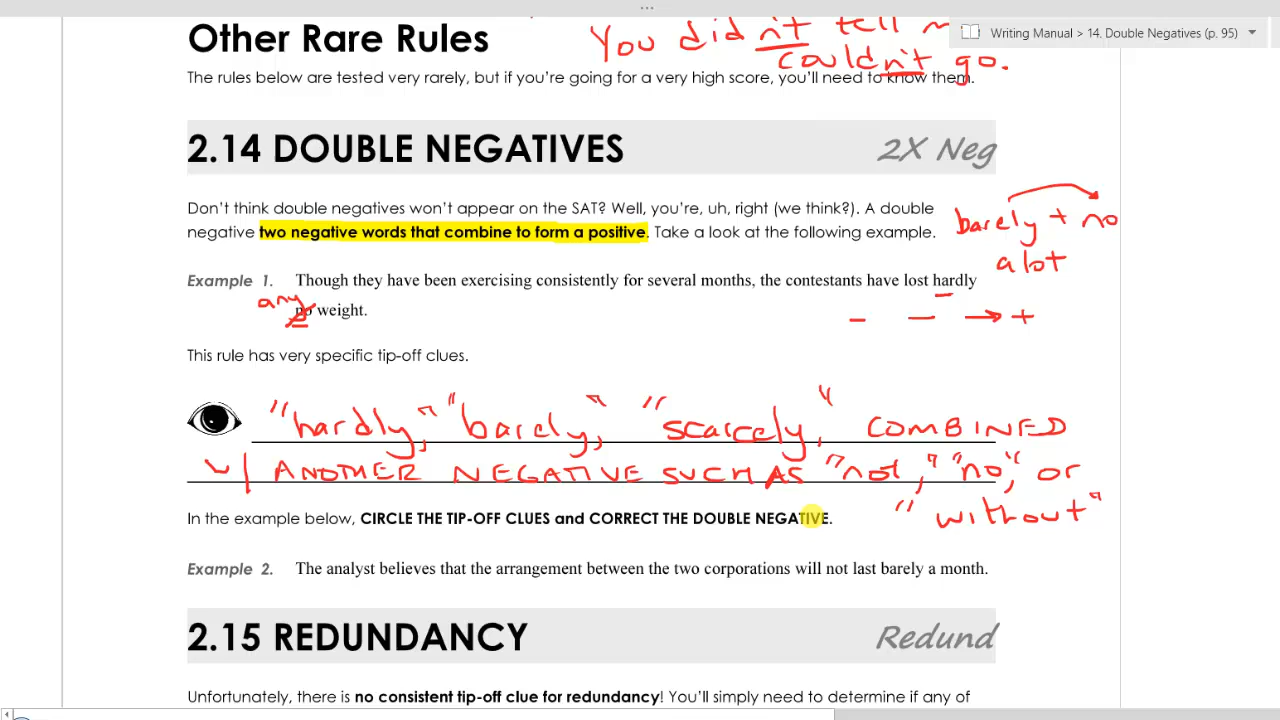 ...
Other Rare Rules
You didn't tell
couldn't go.
Writing Manual > 14. Double Negatives (p. 95)
The rules below are tested very rarely, but if you're going for a very high score, you'll need to know them.
2.14 DOUBLE NEGATIVES
2X Neg
Don't think double negatives won't appear on the SAT? Well, you're, uh, right (we think?). A double
negative two negative words that combine to form a positive. Take a look at the following example.
barely + no
a lot
Example 1. Though they have been exercising consistently for several months, the contestants have lost hardly
any
no weight.
- - → +
This rule has very specific tip-off clues.
"hardly," "barely," "scarcely," COMBINED
w/ ANOTHER NEGATIVE SUCH AS "not," "no," or
"without"
In the example below, CIRCLE THE TIP-OFF CLUES and CORRECT THE DOUBLE NEGATIVE.
Example 2. The analyst believes that the arrangement between the two corporations will not last barely a month.
2.15 REDUNDANCY
Redund
Unfortunately, there is no consistent tip-off clue for redundancy! You'll simply need to determine if any of